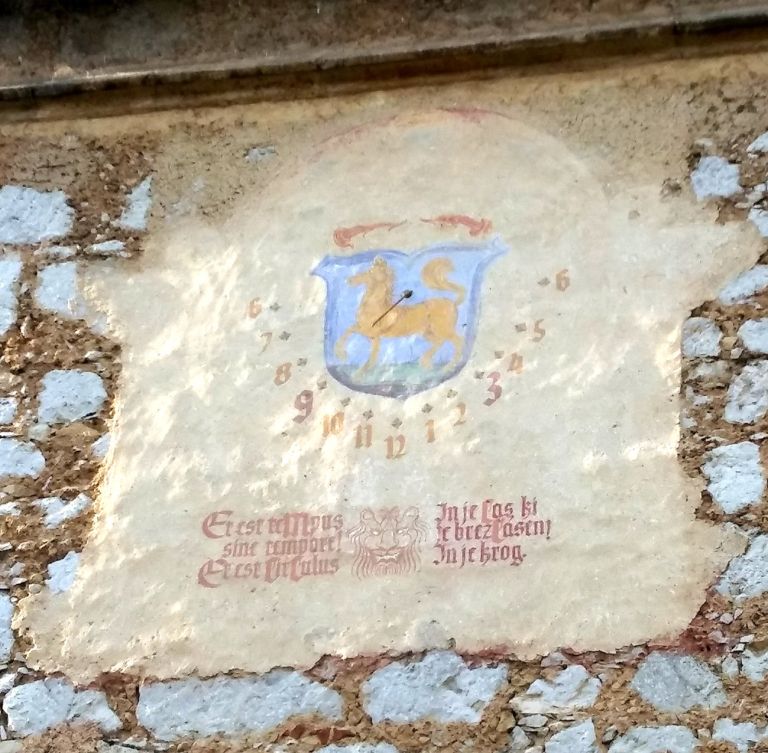 6 6
7 5
8 4
9 3
10 2
11 1
12
Et est teMpus
sine tempore!
Et est CirCulus
In je Čas ki
je brezČasen!
In je krog.